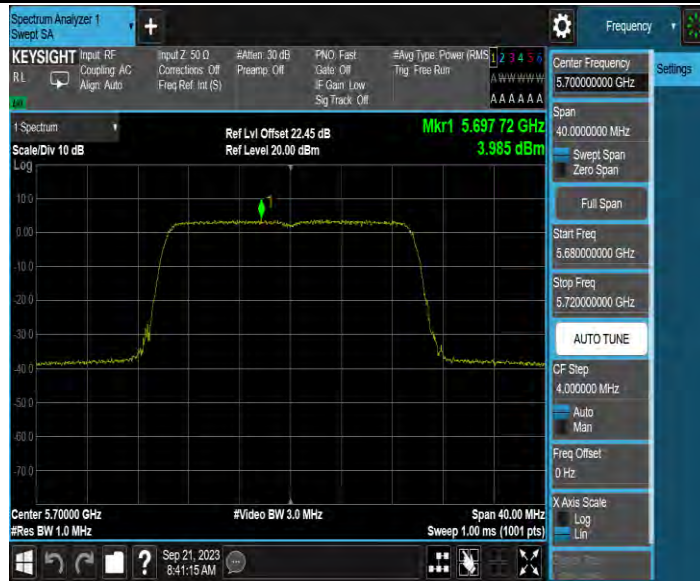 Spectrum Analyzer 1
Swept SA
Frequency
KEYSIGHT
RL
Input: RF
Coupling: AC
Align: Auto
Input Z: 50 Ω
Corrections: Off
Freq Ref: Int (S)
#Atten: 30 dB
Preamp: Off
PNO: Fast
Gate: Off
IF Gain: Low
Sig Track: Off
#Avg Type: Power (RMS
Trig: Free Run
1 2 3 4 5 6
A W W W W W
A A A A A A
1 Spectrum
Scale/Div 10 dB
Log
Ref Lvl Offset 22.45 dB
Ref Level 20.00 dBm
Mkr1 5.697 72 GHz
3.985 dBm
10.0
0.00
-10.0
-20.0
-30.0
-40.0
-50.0
-60.0
-70.0
1
Center 5.70000 GHz
#Res BW 1.0 MHz
#Video BW 3.0 MHz
Span 40.00 MHz
Sweep 1.00 ms (1001 pts)
Center Frequency
5.700000000 GHz
Settings
Span
40.0000000 MHz
Swept Span
Zero Span
Full Span
Start Freq
5.680000000 GHz
Stop Freq
5.720000000 GHz
AUTO TUNE
CF Step
4.000000 MHz
Auto
Man
Freq Offset
0 Hz
X Axis Scale
Log
Lin
?
Sep 21, 2023
8:41:15 AM